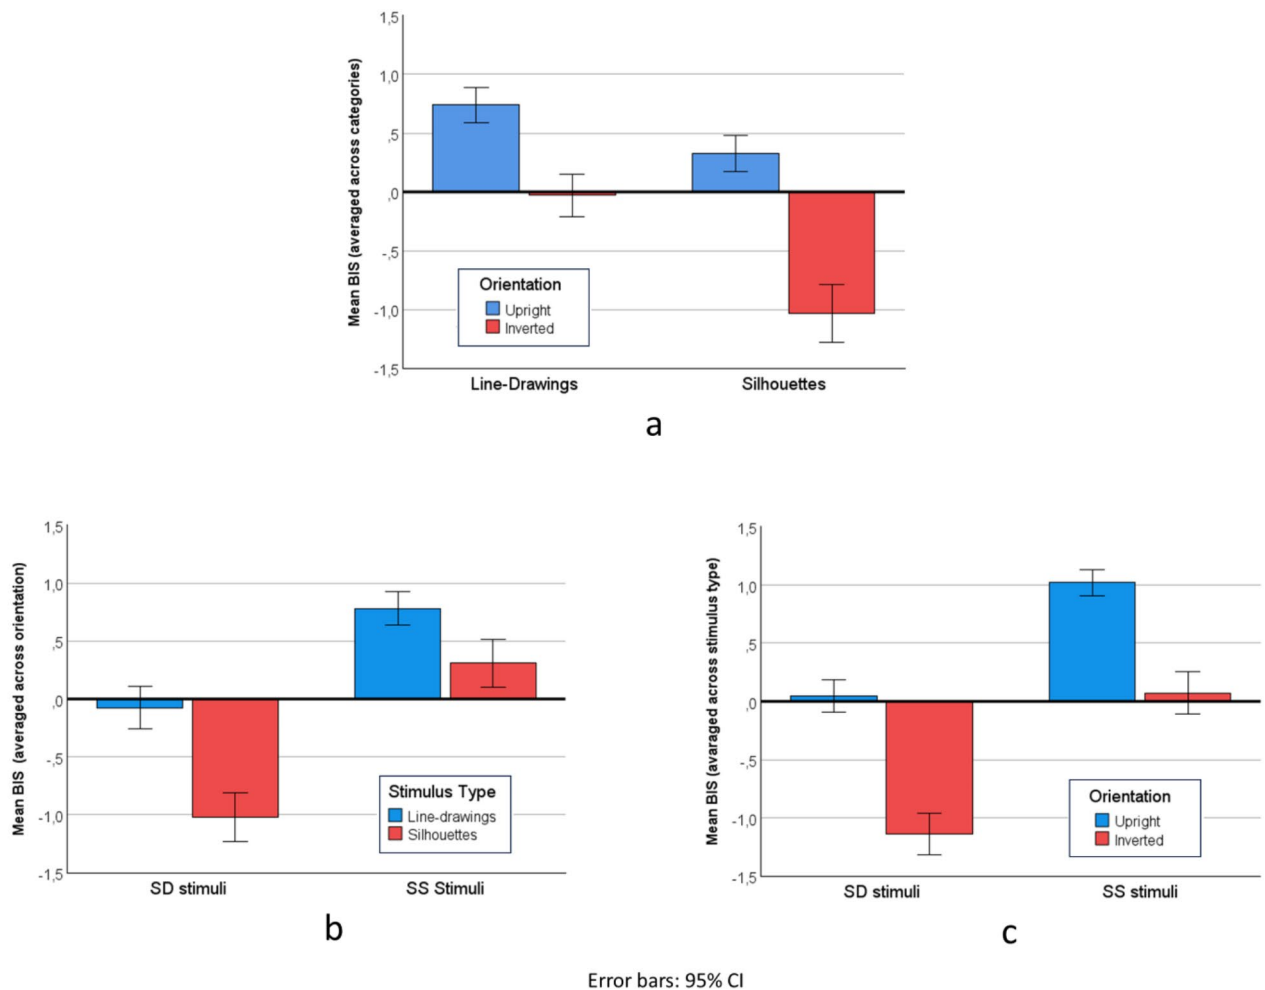 Mean BIS (averaged across categories)
1,5
1,0
,5
,0
-,5
-1,0
-1,5
Orientation
Upright
Inverted
Line-Drawings Silhouettes
a
Mean BIS (averaged across orientation)
1,5
1,0
,5
,0
-,5
-1,0
-1,5
Stimulus Type
Line-drawings
Silhouettes
SD stimuli SS Stimuli
b
Mean BIS (avaraged across stimulus type)
1,5
1,0
,5
,0
-,5
-1,0
-1,5
Orientation
Upright
Inverted
SD stimuli SS stimuli
c
Error bars: 95% CI